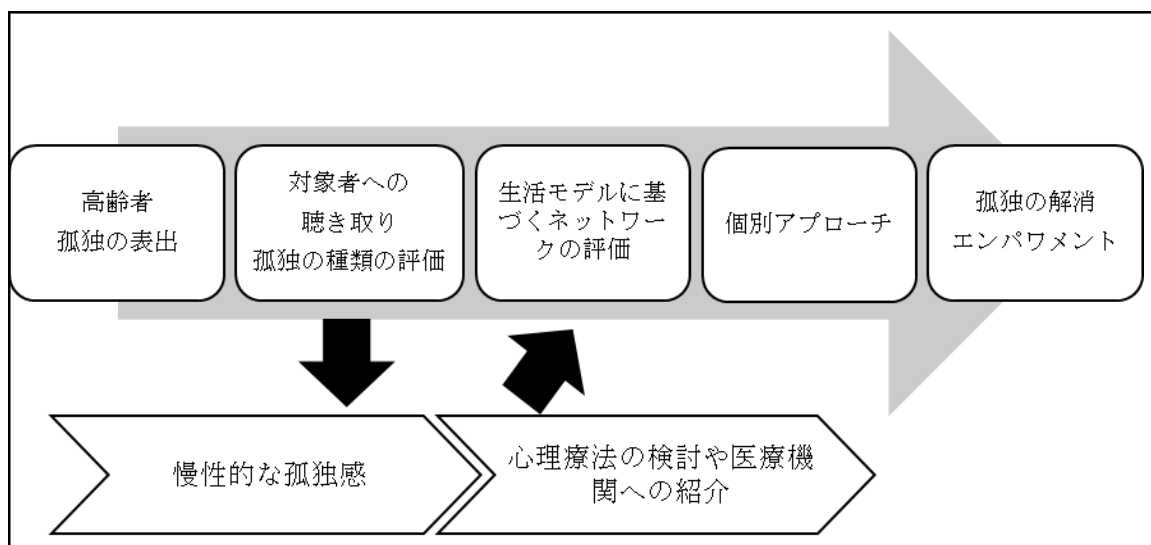 高齢者
孤独の表出
対象者への
聴き取り
孤独の種類の評価
生活モデルに基
づくネットワー
クの評価
個別アプローチ
孤独の解消
エンパワメント
慢性的な孤独感
心理療法の検討や医療機
関への紹介